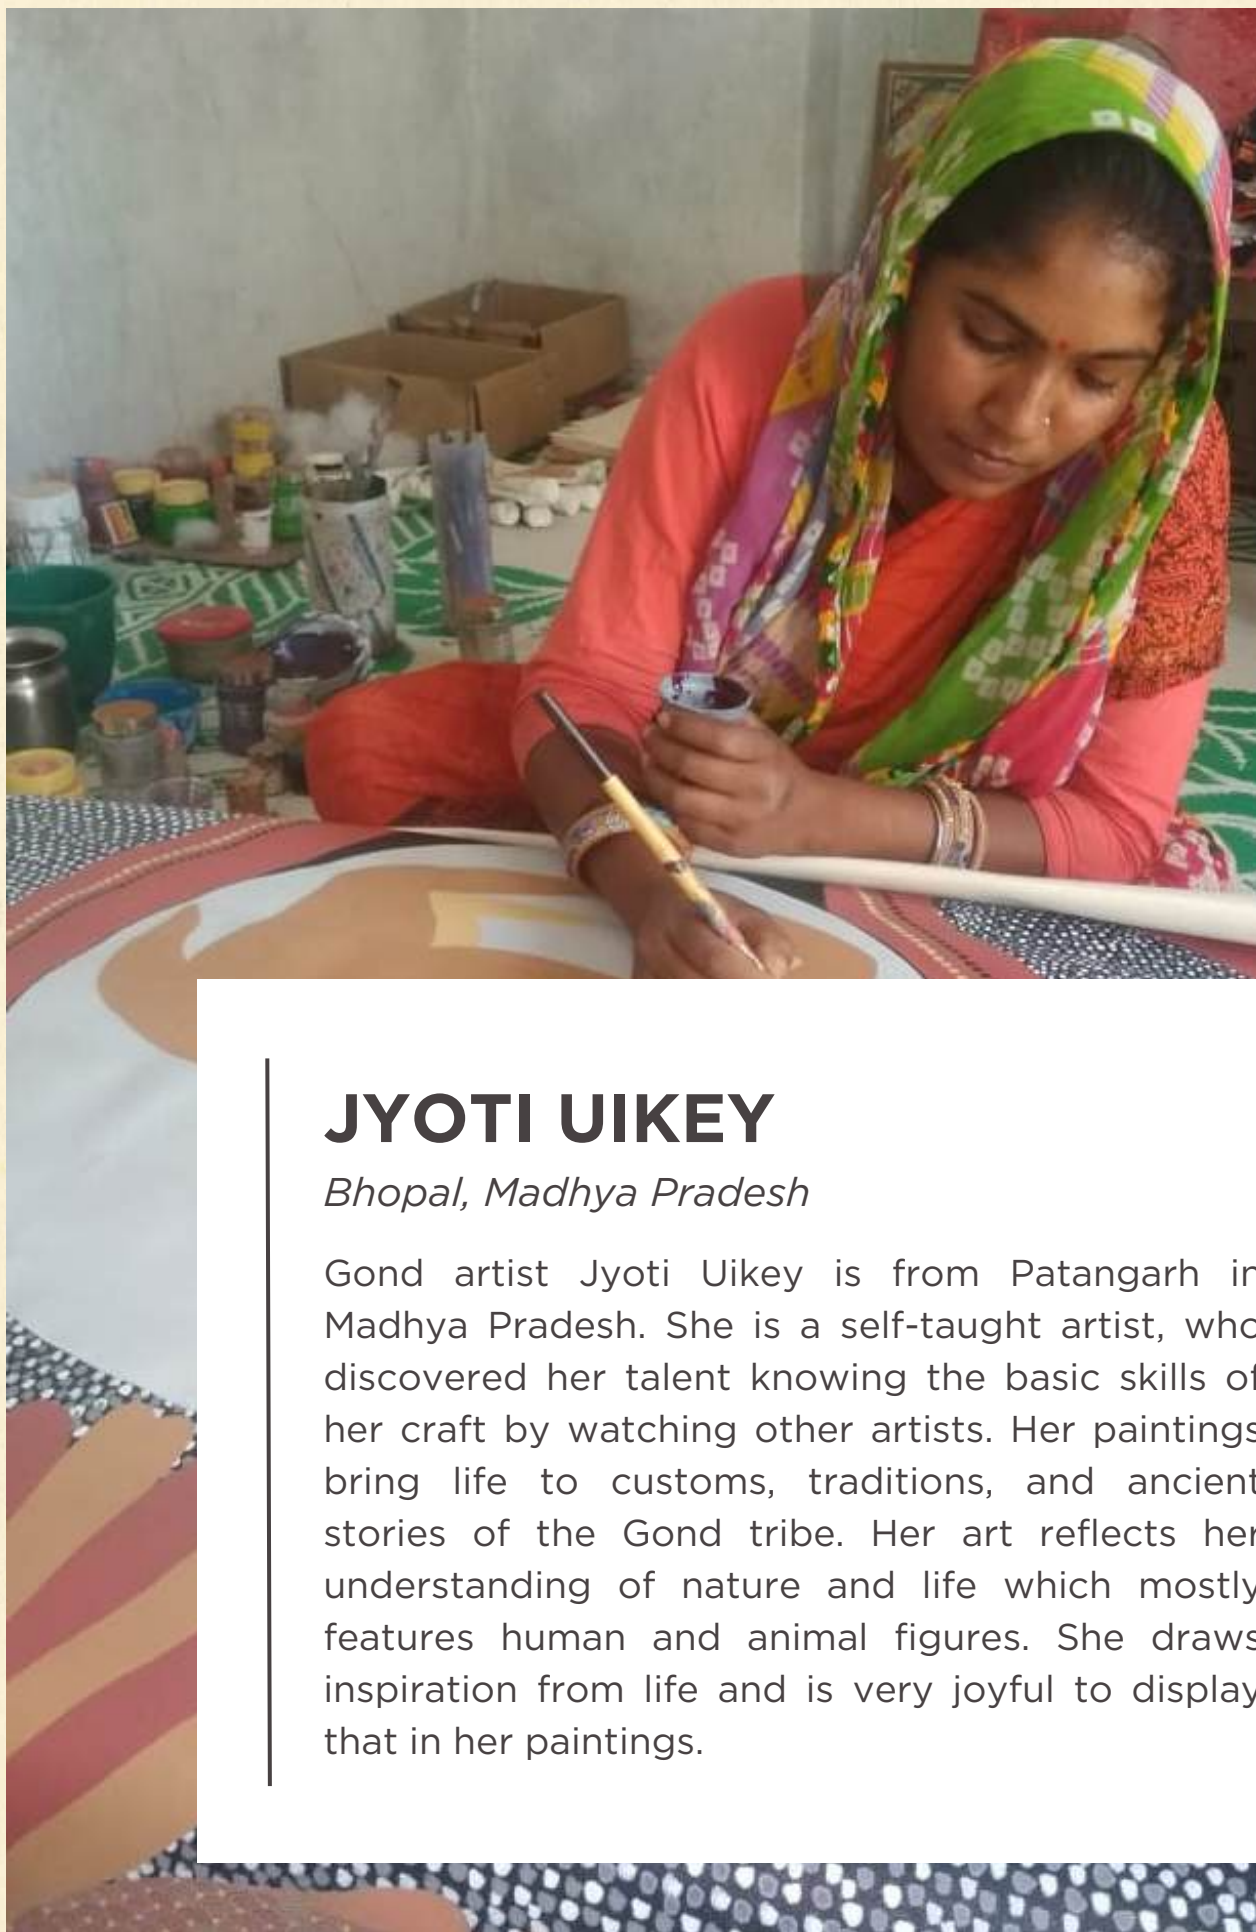 JYOTI UIKEY
Bhopal, Madhya Pradesh
Gond artist Jyoti Uikey is from Patangarh in
Madhya Pradesh. She is a self-taught artist, who
discovered her talent knowing the basic skills of
her craft by watching other artists. Her paintings
bring life to customs, traditions, and ancient
stories of the Gond tribe. Her art reflects her
understanding of nature and life which mostly
features human and animal figures. She draws
inspiration from life and is very joyful to display
that in her paintings.